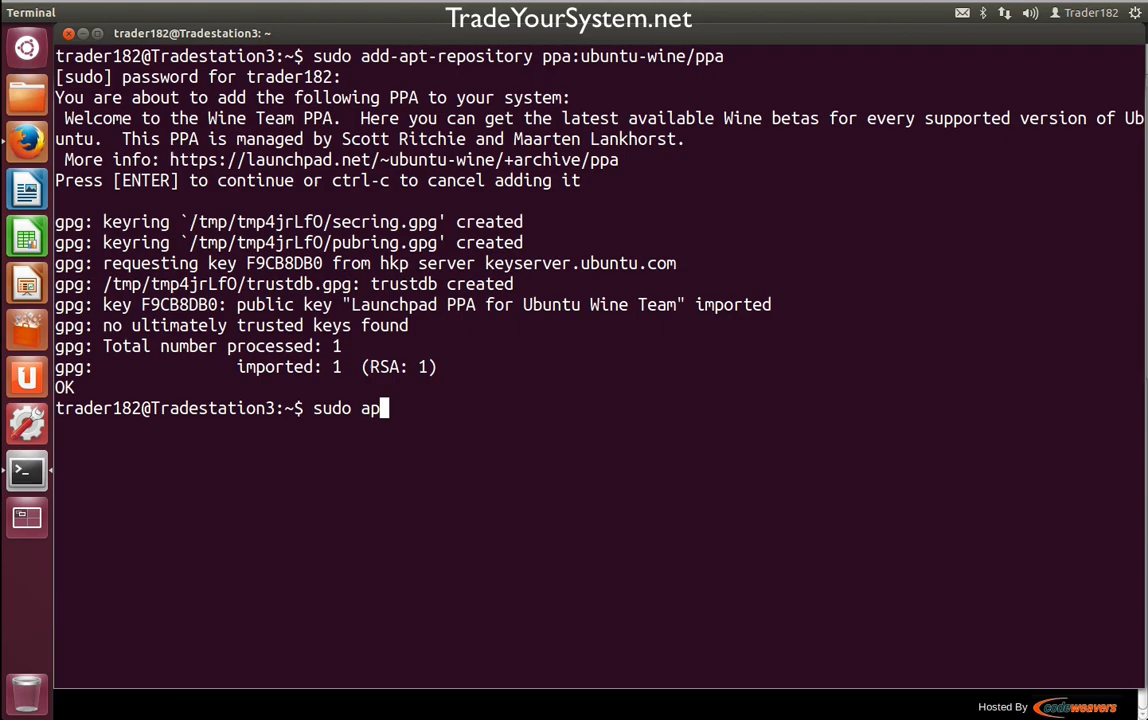 Terminal
TradeYourSystem.net
Trader182
trader182@Tradestation3: ~
trader182@Tradestation3:~$ sudo add-apt-repository ppa:ubuntu-wine/ppa
[sudo] password for trader182:
You are about to add the following PPA to your system:
 Welcome to the Wine Team PPA.  Here you can get the latest available Wine betas for every supported version of Ub
untu.  This PPA is managed by Scott Ritchie and Maarten Lankhorst.
 More info: https://launchpad.net/~ubuntu-wine/+archive/ppa
Press [ENTER] to continue or ctrl-c to cancel adding it
gpg: keyring `/tmp/tmp4jrLfO/secring.gpg' created
gpg: keyring `/tmp/tmp4jrLfO/pubring.gpg' created
gpg: requesting key F9CB8DB0 from hkp server keyserver.ubuntu.com
gpg: /tmp/tmp4jrLfO/trustdb.gpg: trustdb created
gpg: key F9CB8DB0: public key "Launchpad PPA for Ubuntu Wine Team" imported
gpg: no ultimately trusted keys found
gpg: Total number processed: 1
gpg:               imported: 1  (RSA: 1)
OK
trader182@Tradestation3:~$ sudo ap
Hosted By codeweavers